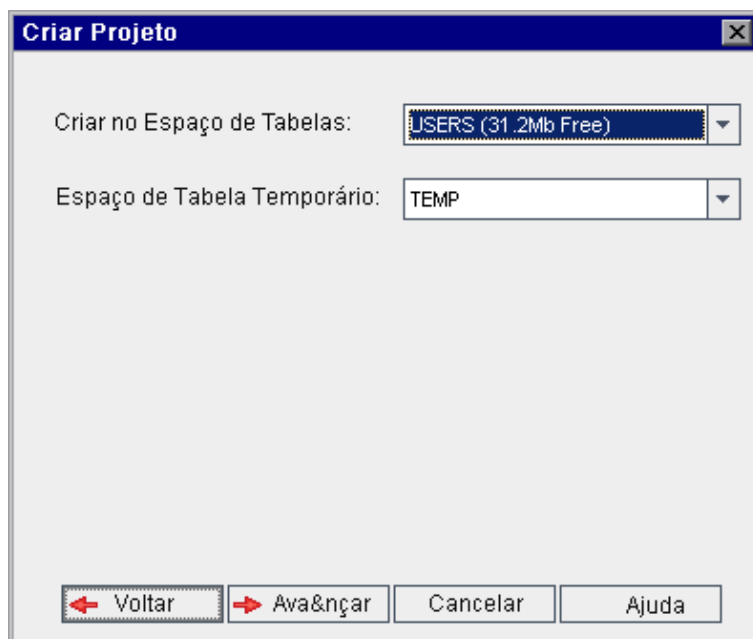 Criar Projeto
Criar no Espaço de Tabelas: USERS (31.2Mb Free)
Espaço de Tabela Temporário: TEMP
Voltar Ava&nçar Cancelar Ajuda